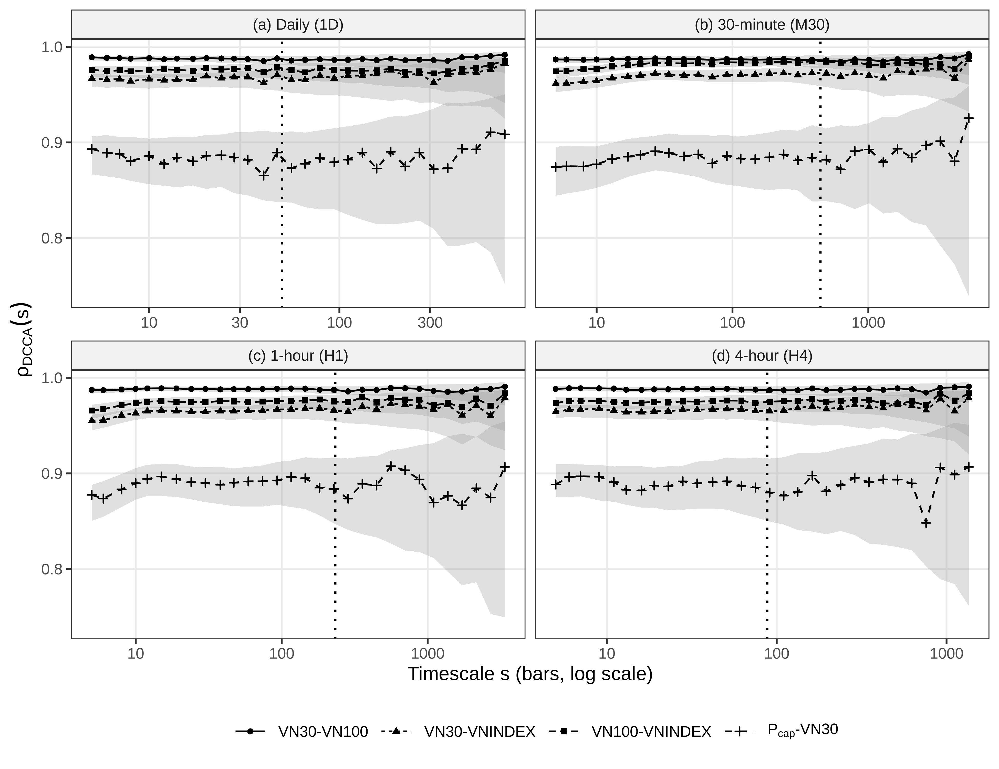 (a) Daily (1D)
(b) 30-minute (M30)
1.0
0.9
0.8
10 30 100 300
10 100 1000
(c) 1-hour (H1)
(d) 4-hour (H4)
1.0
0.9
0.8
10 100 1000
10 100 1000
ρDCCA(s)
Timescale s (bars, log scale)
VN30-VN100 VN30-VNINDEX VN100-VNINDEX Pcap-VN30